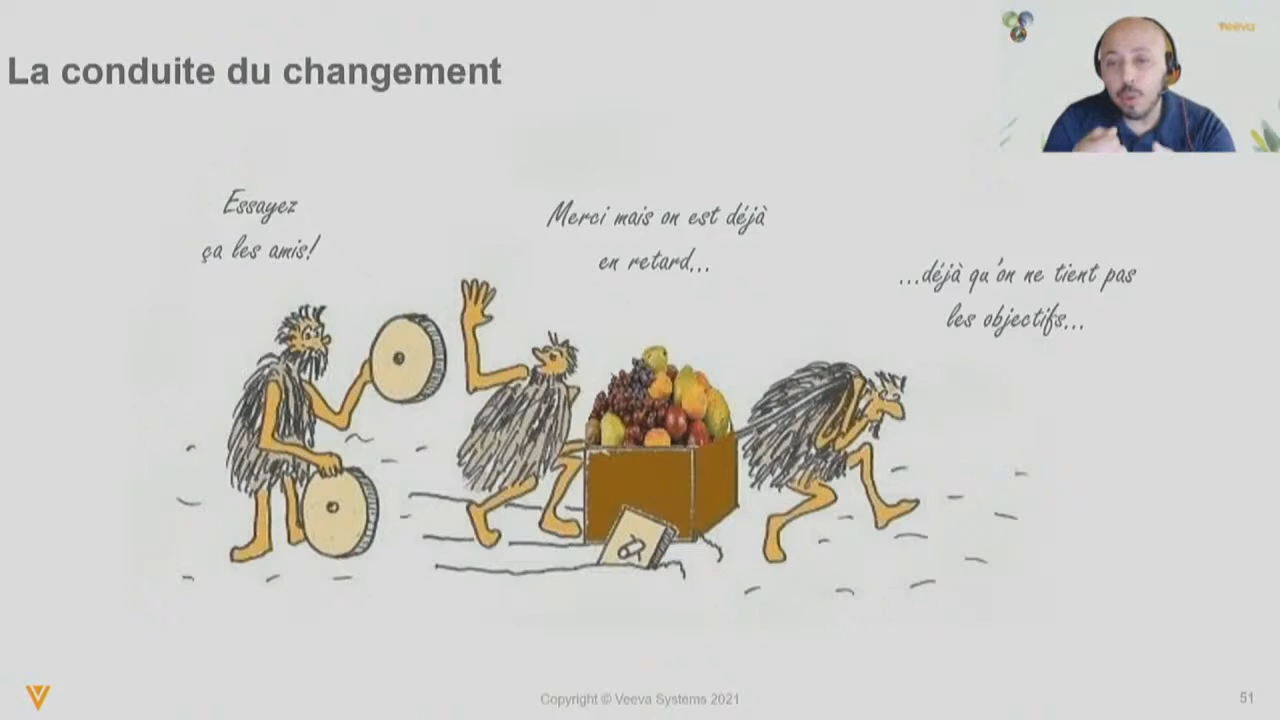 veeva
La conduite du changement
Essayez
ça les amis!
Merci mais on est déjà
en retard...
...déjà qu'on ne tient pas
les objectifs...
Copyright © Veeva Systems 2021
51